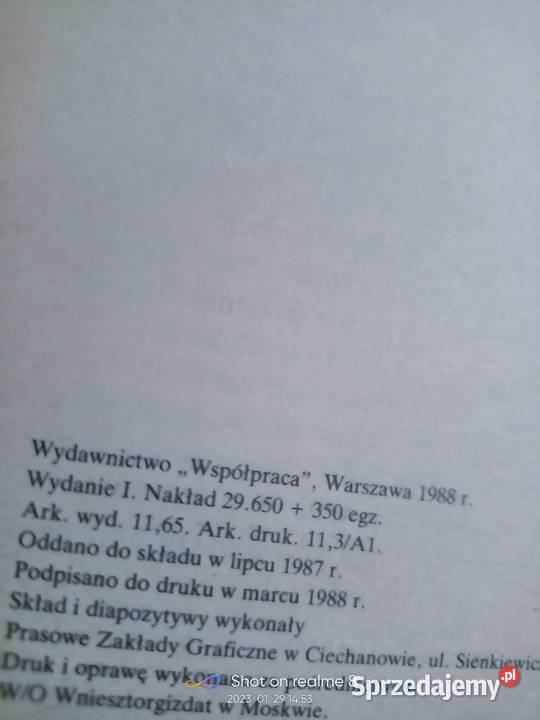 Wydawnictwo „Współpraca”, Warszawa 1988 r.
Wydanie I. Nakład 29.650 + 350 egz.
Ark. wyd. 11,65. Ark. druk. 11,3/A1.
Oddano do składu w lipcu 1987 r.
Podpisano do druku w marcu 1988 r.
Skład i diapozytywy wykonały
Prasowe Zakłady Graficzne w Ciechanowie, ul. Sienkiewicz
Druk i oprawę
W/O Wniesztorgizdat w Moskwie.
Shot on realme 8
2023.01.29 14:53
Sprzedajemy.pl